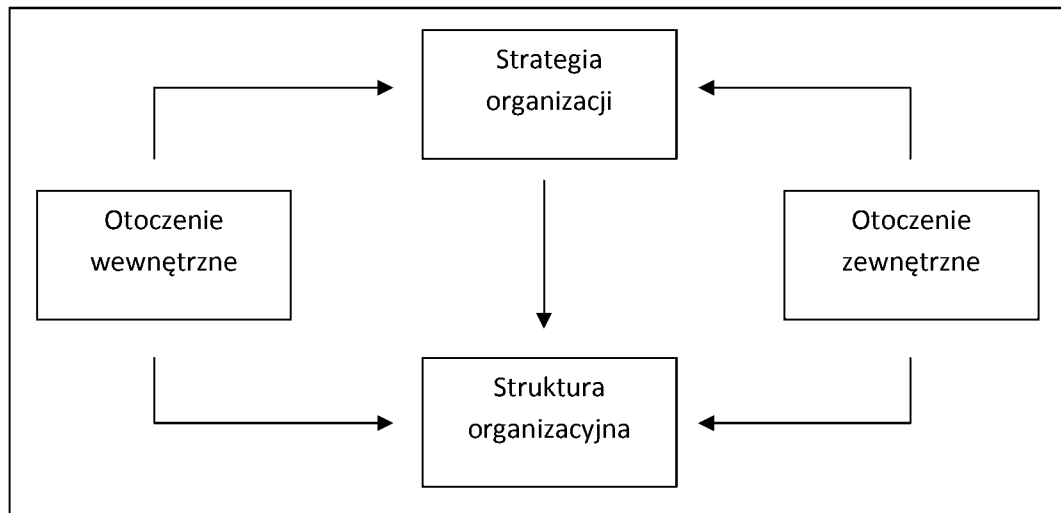 Strategia
organizacji
Otoczenie
wewnętrzne
Otoczenie
zewnętrzne
Struktura
organizacyjna